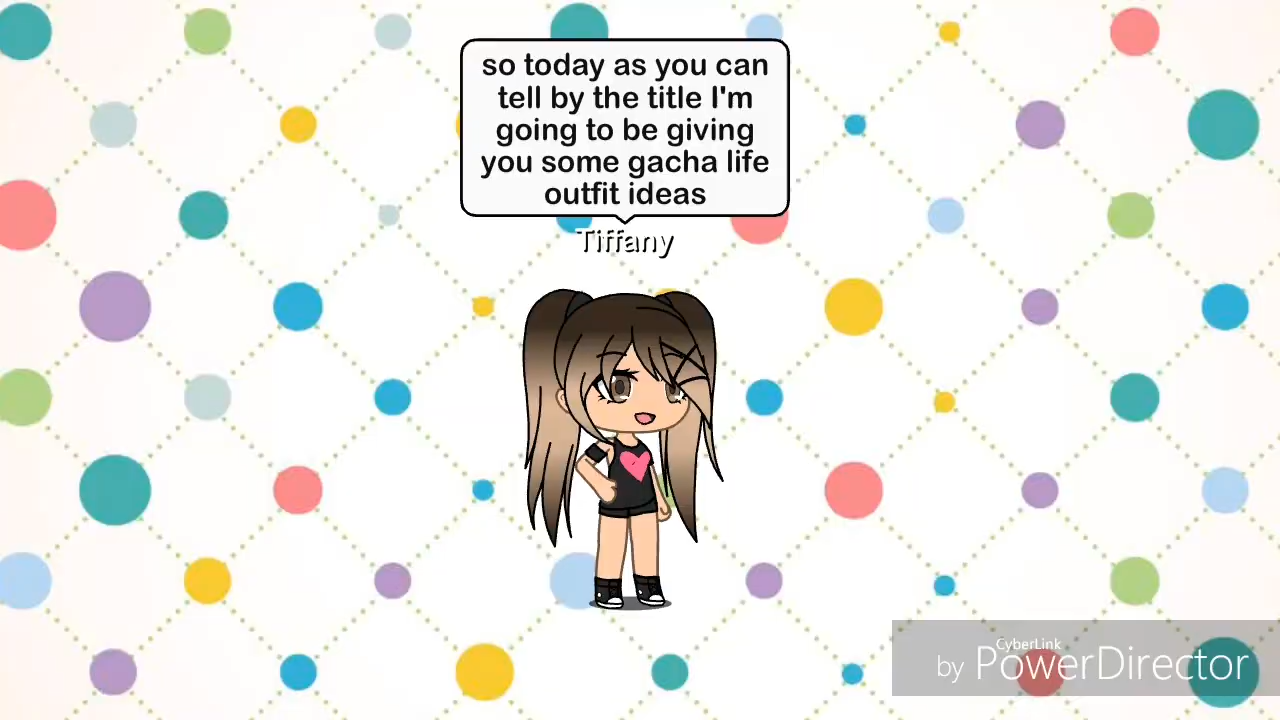 so today as you can
tell by the title I'm
going to be giving
you some gacha life
outfit ideas
Tiffany
CyberLink
by PowerDirector